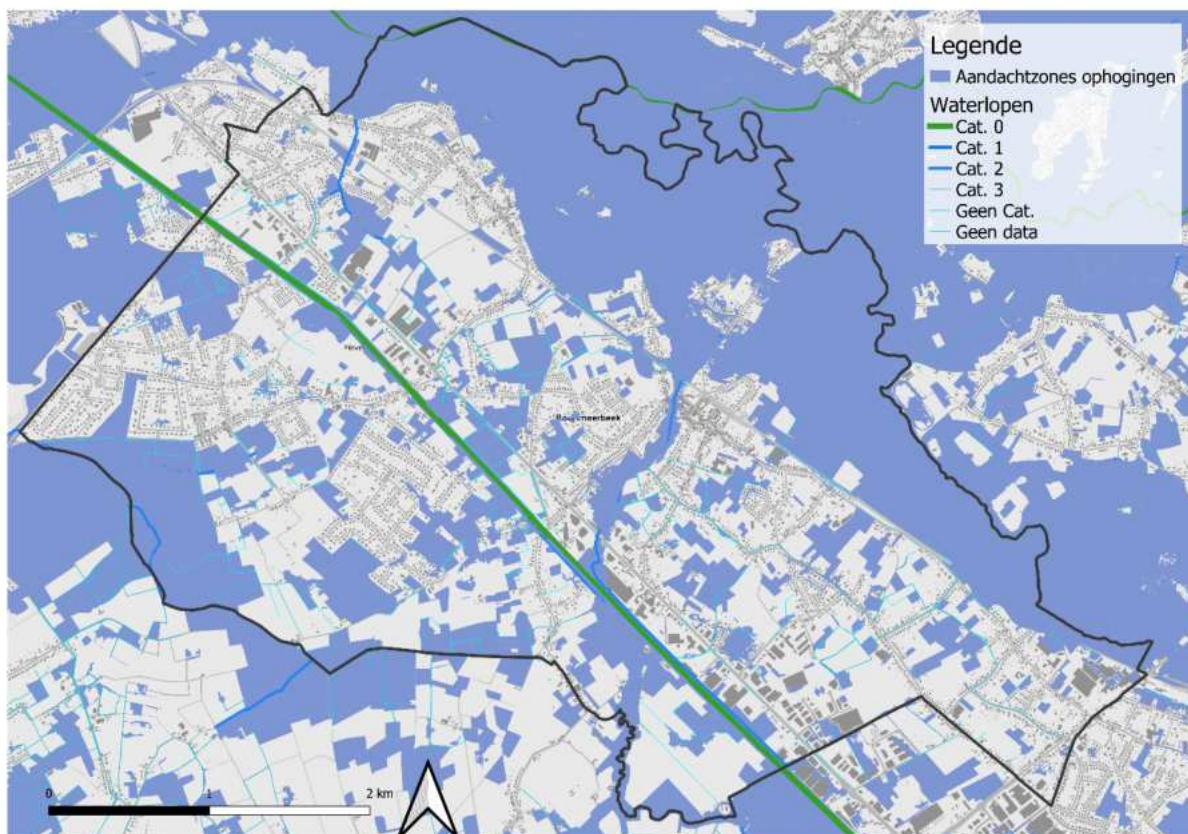 Legende
Aandachtzones ophogingen
Waterlopen
Cat. 0
Cat. 1
Cat. 2
Cat. 3
Geen Cat.
Geen data
0
1
2 km